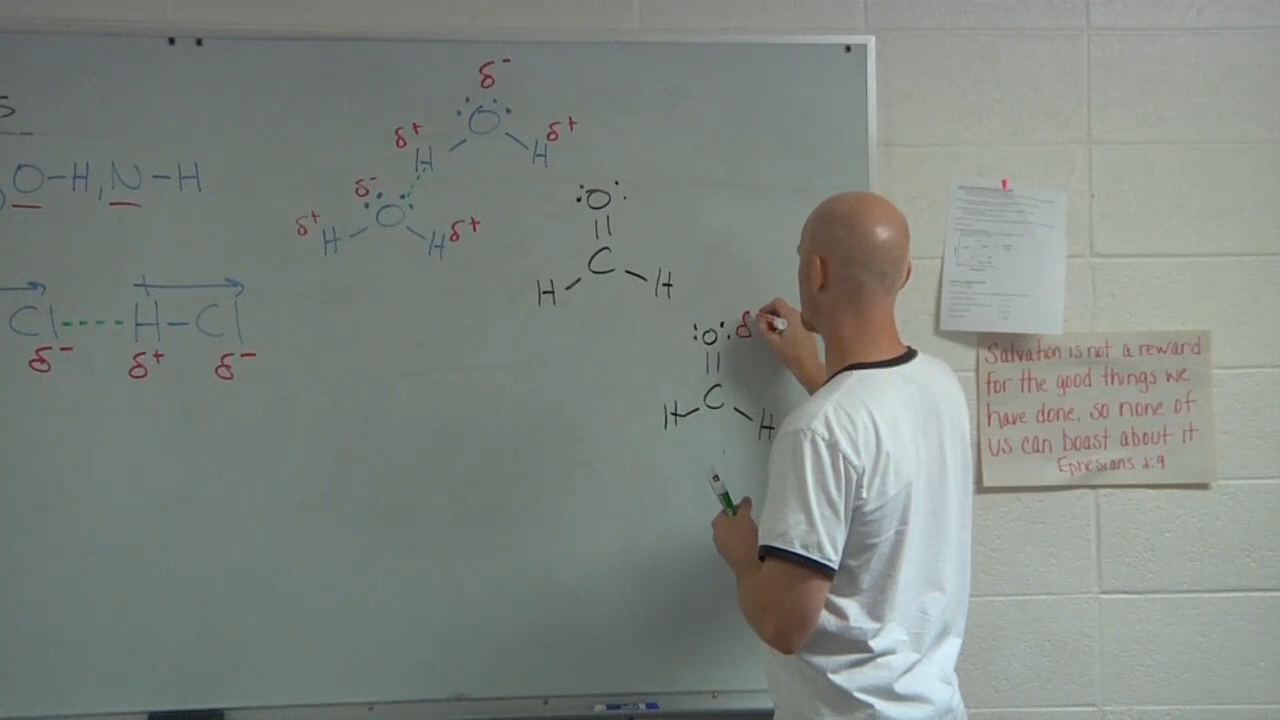 S
O-H, N-H
Cl----H-Cl
δ- δ+ δ-
δ-
O
δ+ H H δ+
δ- O
δ+ H H δ+
O
C
H H
O δ
C
H H
Salvation is not a reward
for the good things we
have done, so none of
us can boast about it
Ephesians 2:9